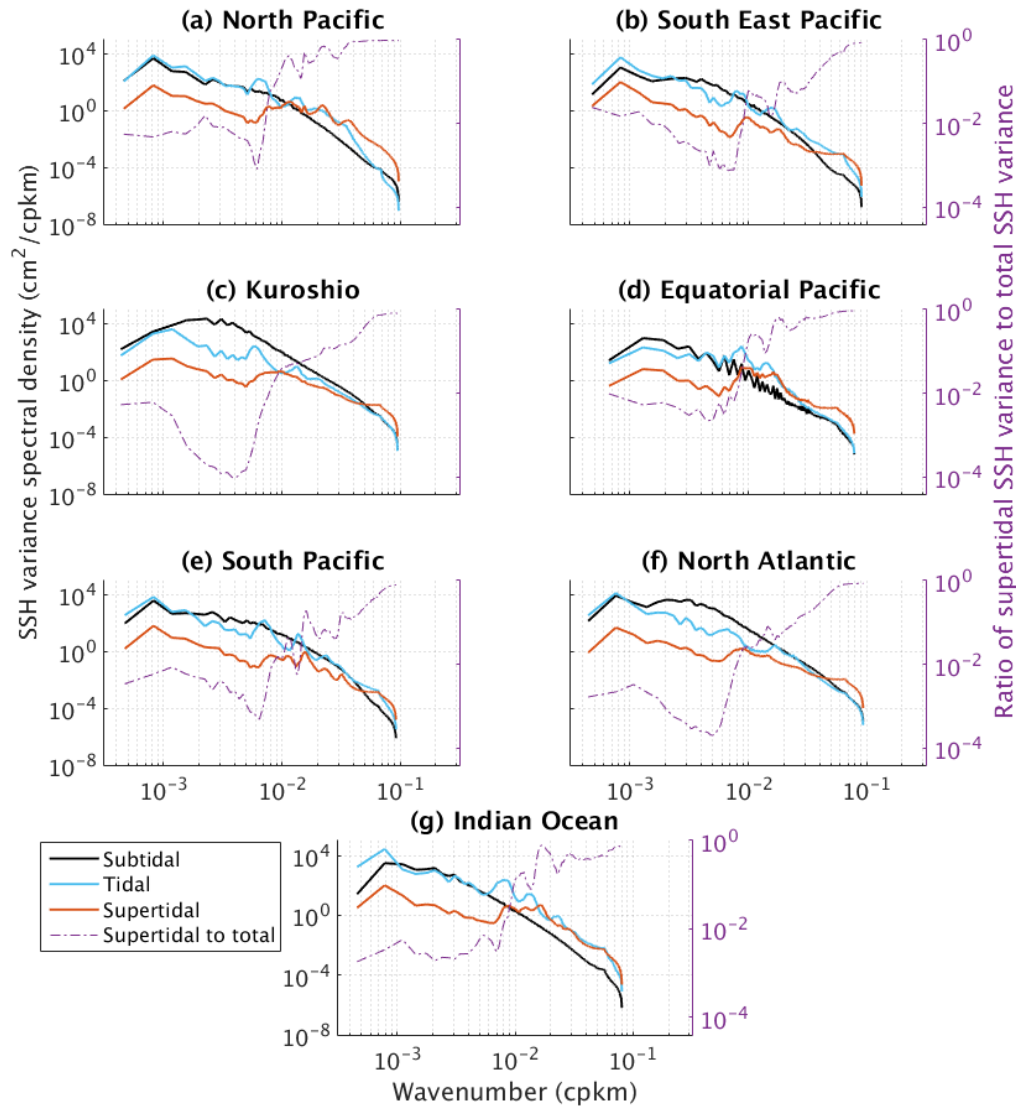 (a) North Pacific
(b) South East Pacific
10^4
10^0
10^-4
10^-8
10^0
10^-2
10^-4
(c) Kuroshio
(d) Equatorial Pacific
10^4
10^0
10^-4
10^-8
10^0
10^-2
10^-4
(e) South Pacific
(f) North Atlantic
10^4
10^0
10^-4
10^-8
10^0
10^-2
10^-4
10^-3
10^-2
10^-1
10^-3
10^-2
10^-1
SSH variance spectral density (cm^2/cpkm)
Ratio of supertidal SSH variance to total SSH variance
(g) Indian Ocean
Subtidal
Tidal
Supertidal
Supertidal to total
10^4
10^0
10^-4
10^-8
10^0
10^-2
10^-4
10^-3
10^-2
10^-1
Wavenumber (cpkm)